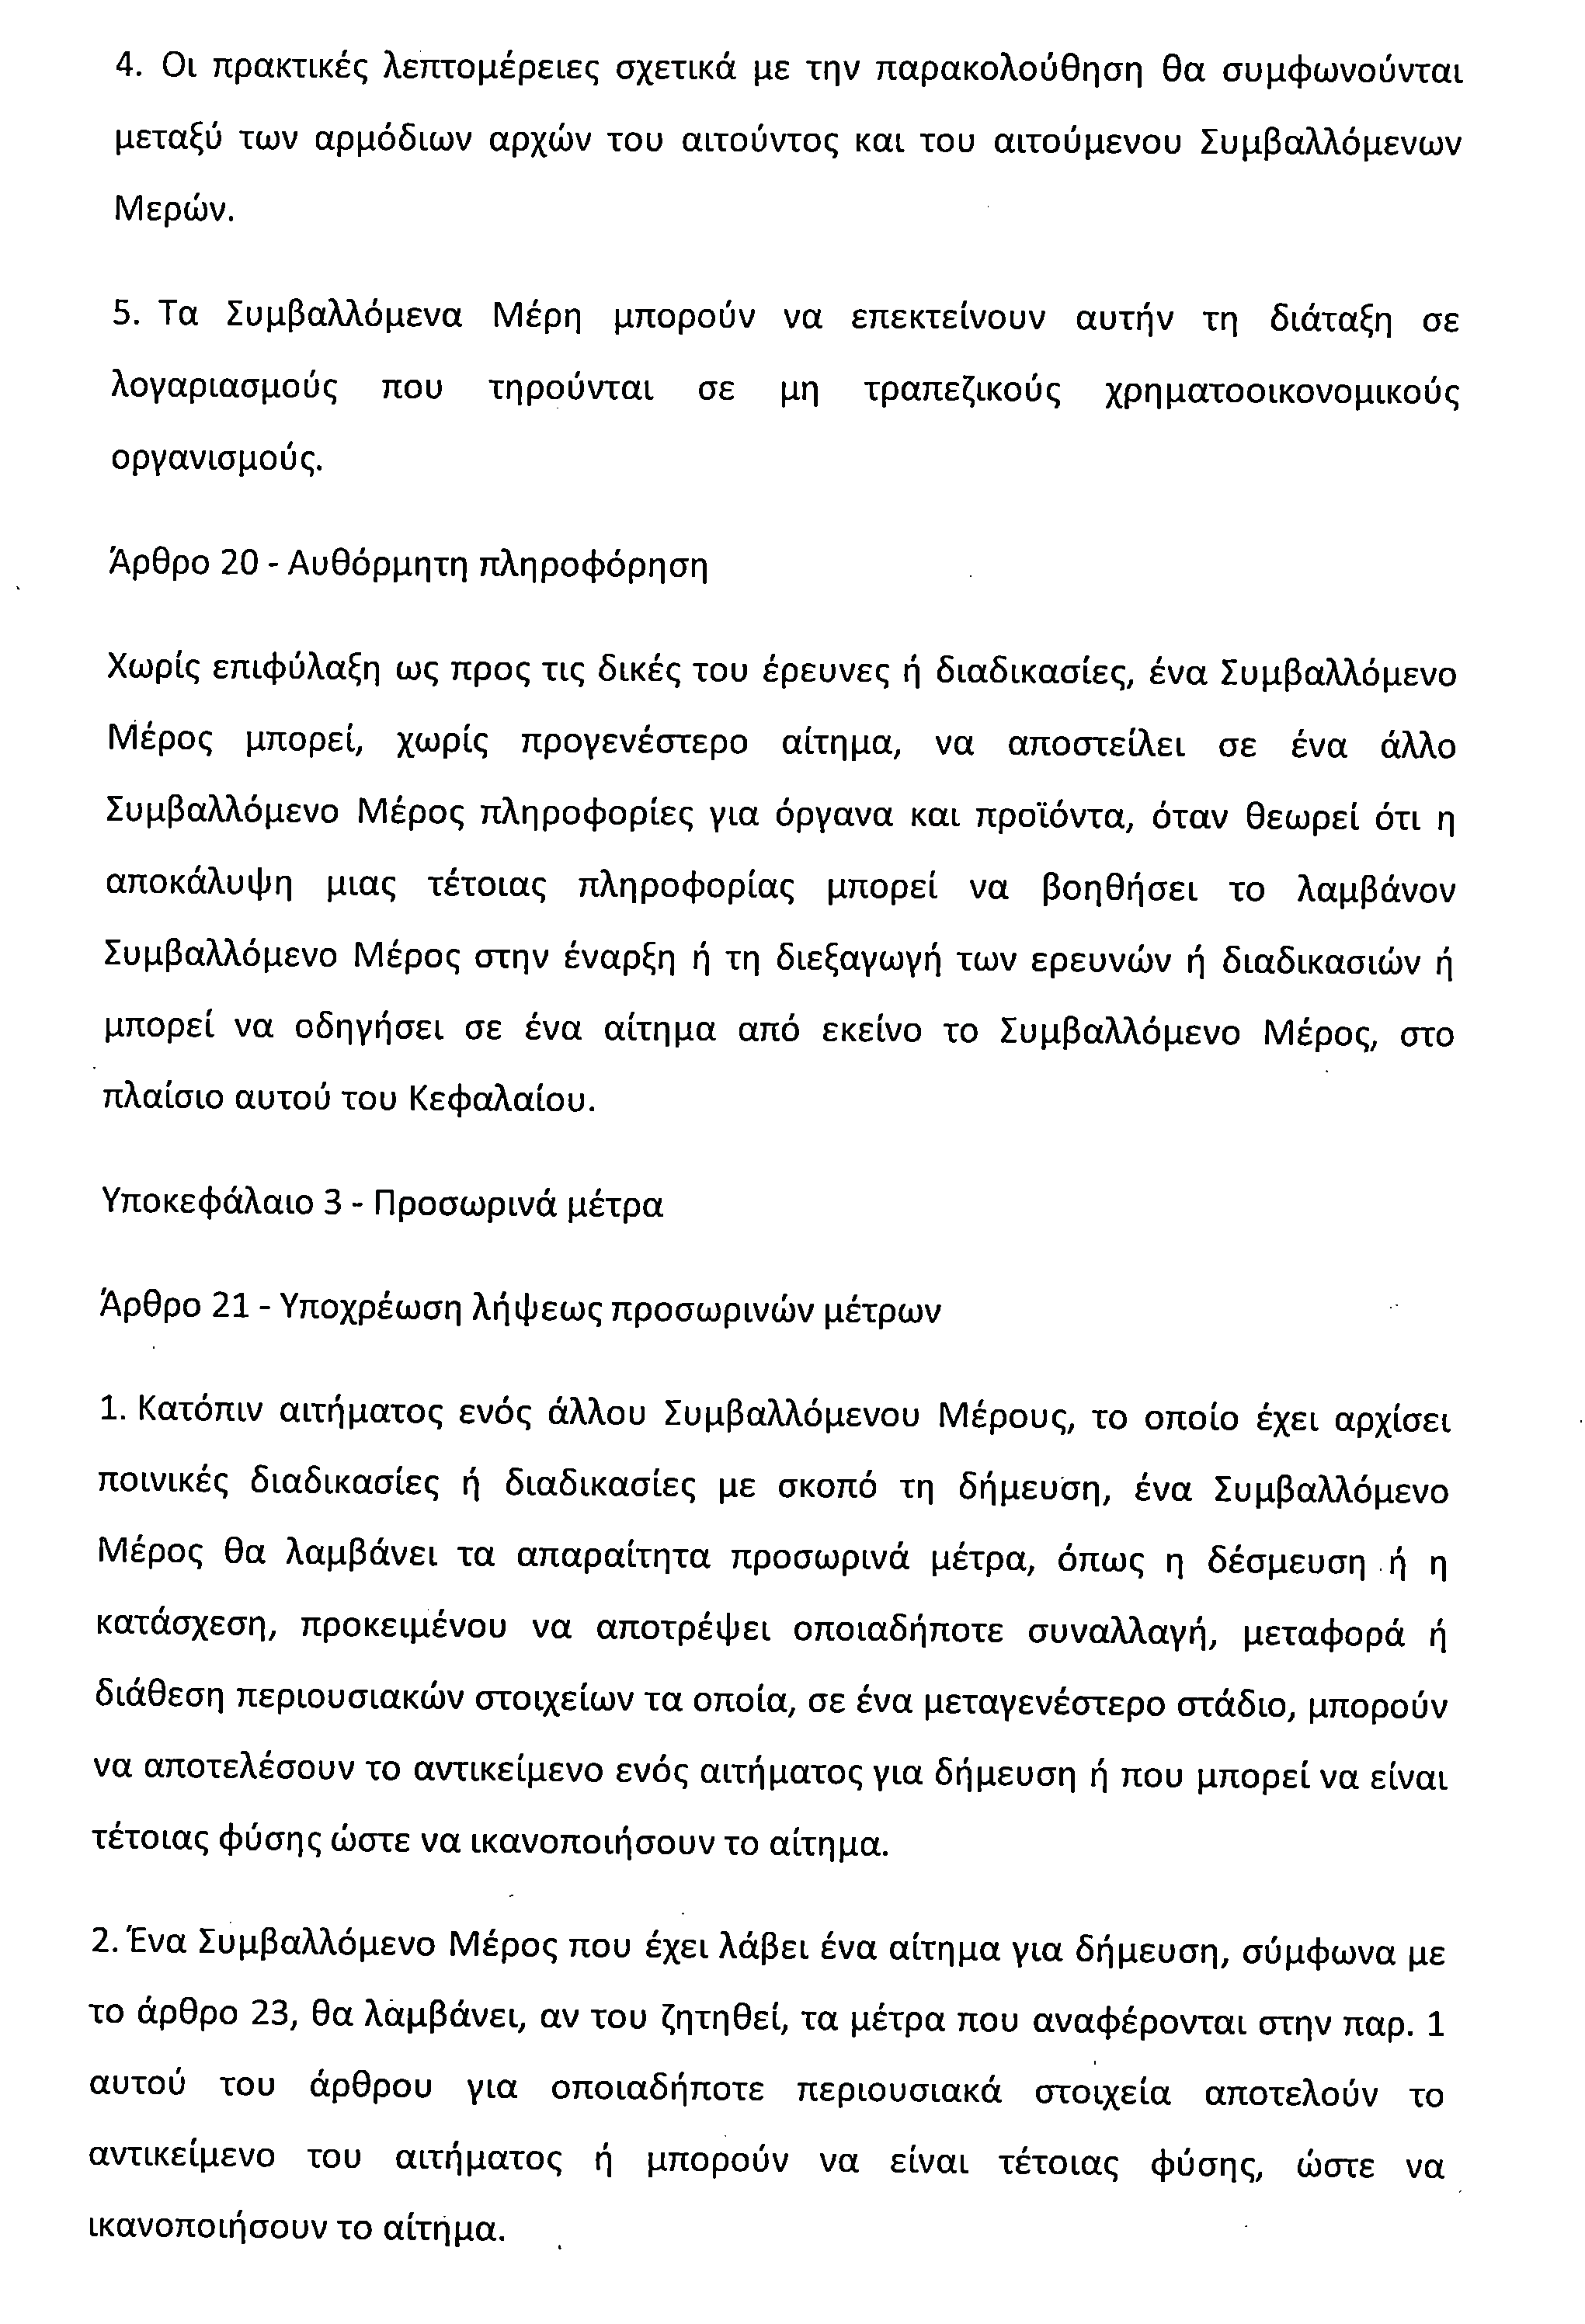 4. Οι πρακτικές λεπτομέρειες σχετικά με την παρακολούθηση θα συμφωνούνται
μεταξύ των αρμόδιων αρχών του αιτούντος και του αιτούμενου Συμβαλλόμενων
Μερών.
5. Τα Συμβαλλόμενα Μέρη μπορούν να επεκτείνουν αυτήν τη διάταξη σε
λογαριασμούς που τηρούνται σε μη τραπεζικούς χρηματοοικονομικούς
οργανισμούς.
Άρθρο 20 - Αυθόρμητη πληροφόρηση
Χωρίς επιφύλαξη ως προς τις δικές του έρευνες ή διαδικασίες, ένα Συμβαλλόμενο
Μέρος μπορεί, χωρίς προγενέστερο αίτημα, να αποστείλει σε ένα άλλο
Συμβαλλόμενο Μέρος πληροφορίες για όργανα και προϊόντα, όταν θεωρεί ότι η
αποκάλυψη μιας τέτοιας πληροφορίας μπορεί να βοηθήσει το λαμβάνον
Συμβαλλόμενο Μέρος στην έναρξη ή τη διεξαγωγή των ερευνών ή διαδικασιών ή
μπορεί να οδηγήσει σε ένα αίτημα από εκείνο το Συμβαλλόμενο Μέρος, στο
πλαίσιο αυτού του Κεφαλαίου.
Υποκεφάλαιο 3 - Προσωρινά μέτρα
Άρθρο 21 - Υποχρέωση λήψεως προσωρινών μέτρων
1. Κατόπιν αιτήματος ενός άλλου Συμβαλλόμενου Μέρους, το οποίο έχει αρχίσει
ποινικές διαδικασίες ή διαδικασίες με σκοπό τη δήμευση, ένα Συμβαλλόμενο
Μέρος θα λαμβάνει τα απαραίτητα προσωρινά μέτρα, όπως η δέσμευση ή η
κατάσχεση, προκειμένου να αποτρέψει οποιαδήποτε συναλλαγή, μεταφορά ή
διάθεση περιουσιακών στοιχείων τα οποία, σε ένα μεταγενέστερο στάδιο, μπορούν
να αποτελέσουν το αντικείμενο ενός αιτήματος για δήμευση ή που μπορεί να είναι
τέτοιας φύσης ώστε να ικανοποιήσουν το αίτημα.
2. Ένα Συμβαλλόμενο Μέρος που έχει λάβει ένα αίτημα για δήμευση, σύμφωνα με
το άρθρο 23, θα λαμβάνει, αν του ζητηθεί, τα μέτρα που αναφέρονται στην παρ. 1
αυτού του άρθρου για οποιαδήποτε περιουσιακά στοιχεία αποτελούν το
αντικείμενο του αιτήματος ή μπορούν να είναι τέτοιας φύσης, ώστε να
ικανοποιήσουν το αίτημα.